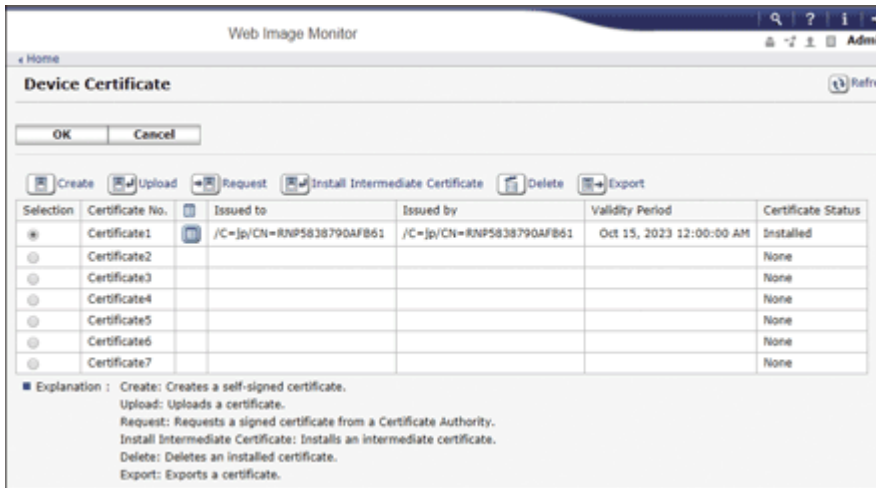 Web Image Monitor
? i
Home
Device Certificate
Refre
OK Cancel
Create Upload Request Install Intermediate Certificate Delete Export
Selection Certificate No. Issued to Issued by Validity Period Certificate Status
Certificate1 /C=jp/CN=RNP5838790AFB61 /C=jp/CN=RNP5838790AFB61 Oct 15, 2023 12:00:00 AM Installed
Certificate2 None
Certificate3 None
Certificate4 None
Certificate5 None
Certificate6 None
Certificate7 None
Explanation : Create: Creates a self-signed certificate.
Upload: Uploads a certificate.
Request: Requests a signed certificate from a Certificate Authority.
Install Intermediate Certificate: Installs an intermediate certificate.
Delete: Deletes an installed certificate.
Export: Exports a certificate.